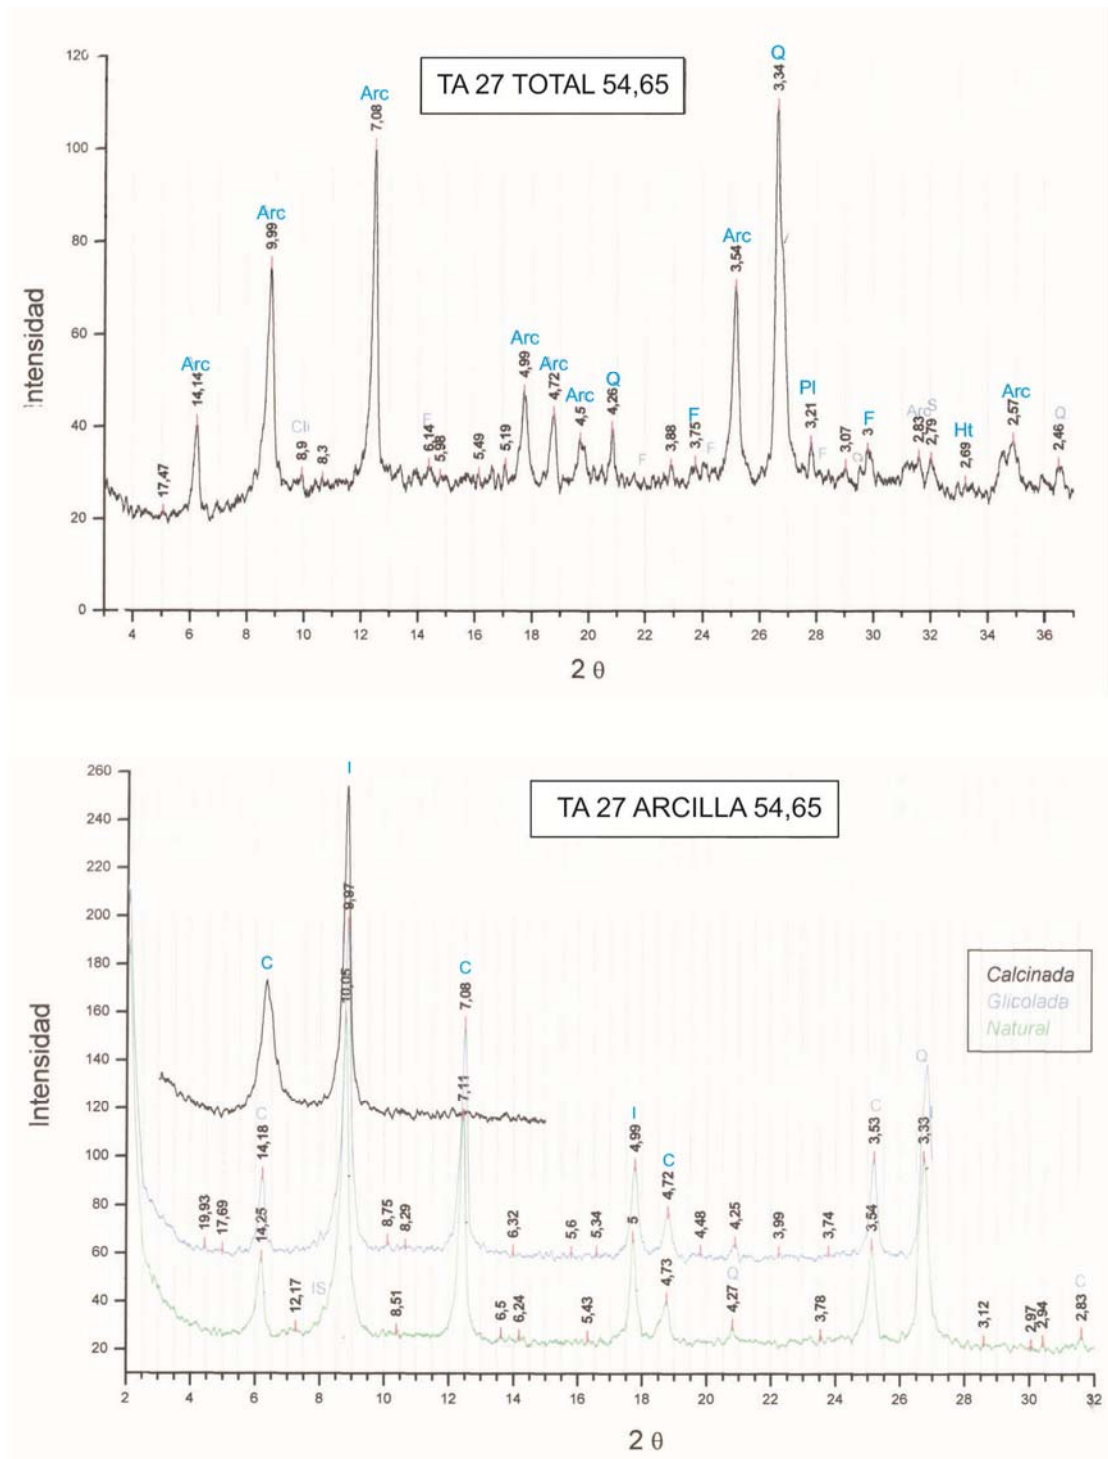 TA 27 TOTAL 54,65
Intensidad
120
100
80
60
40
20
0
Arc Arc Cli Arc F Arc Arc Arc Q F F F Arc Q Pl F Q F Arc S Ht Arc Q
17,47 14,14 9,99 8,9 8,3 7,08 6,14 5,98 5,49 5,19 4,99 4,72 4,5 4,26 3,88 3,75 3,54 3,34 3,21 3,07 3 2,83 2,79 2,69 2,57 2,46
4 6 8 10 12 14 16 18 20 22 24 26 28 30 32 34 36
2 θ
TA 27 ARCILLA 54,65
Intensidad
260
240
220
200
180
160
140
120
100
80
60
40
20
Calcinada
Glicolada
Natural
C I
C C I C C Q I
19,93 17,69 14,18 9,97 8,75 8,29 7,08 6,32 5,6 5,34 4,99 4,72 4,48 4,25 3,99 3,74 3,53 3,33
IS Q C
14,25 12,17 10,05 8,51 7,11 6,5 6,24 5,43 5 4,73 4,27 3,78 3,54 3,12 2,97 2,94 2,83
2 4 6 8 10 12 14 16 18 20 22 24 26 28 30 32
2 θ